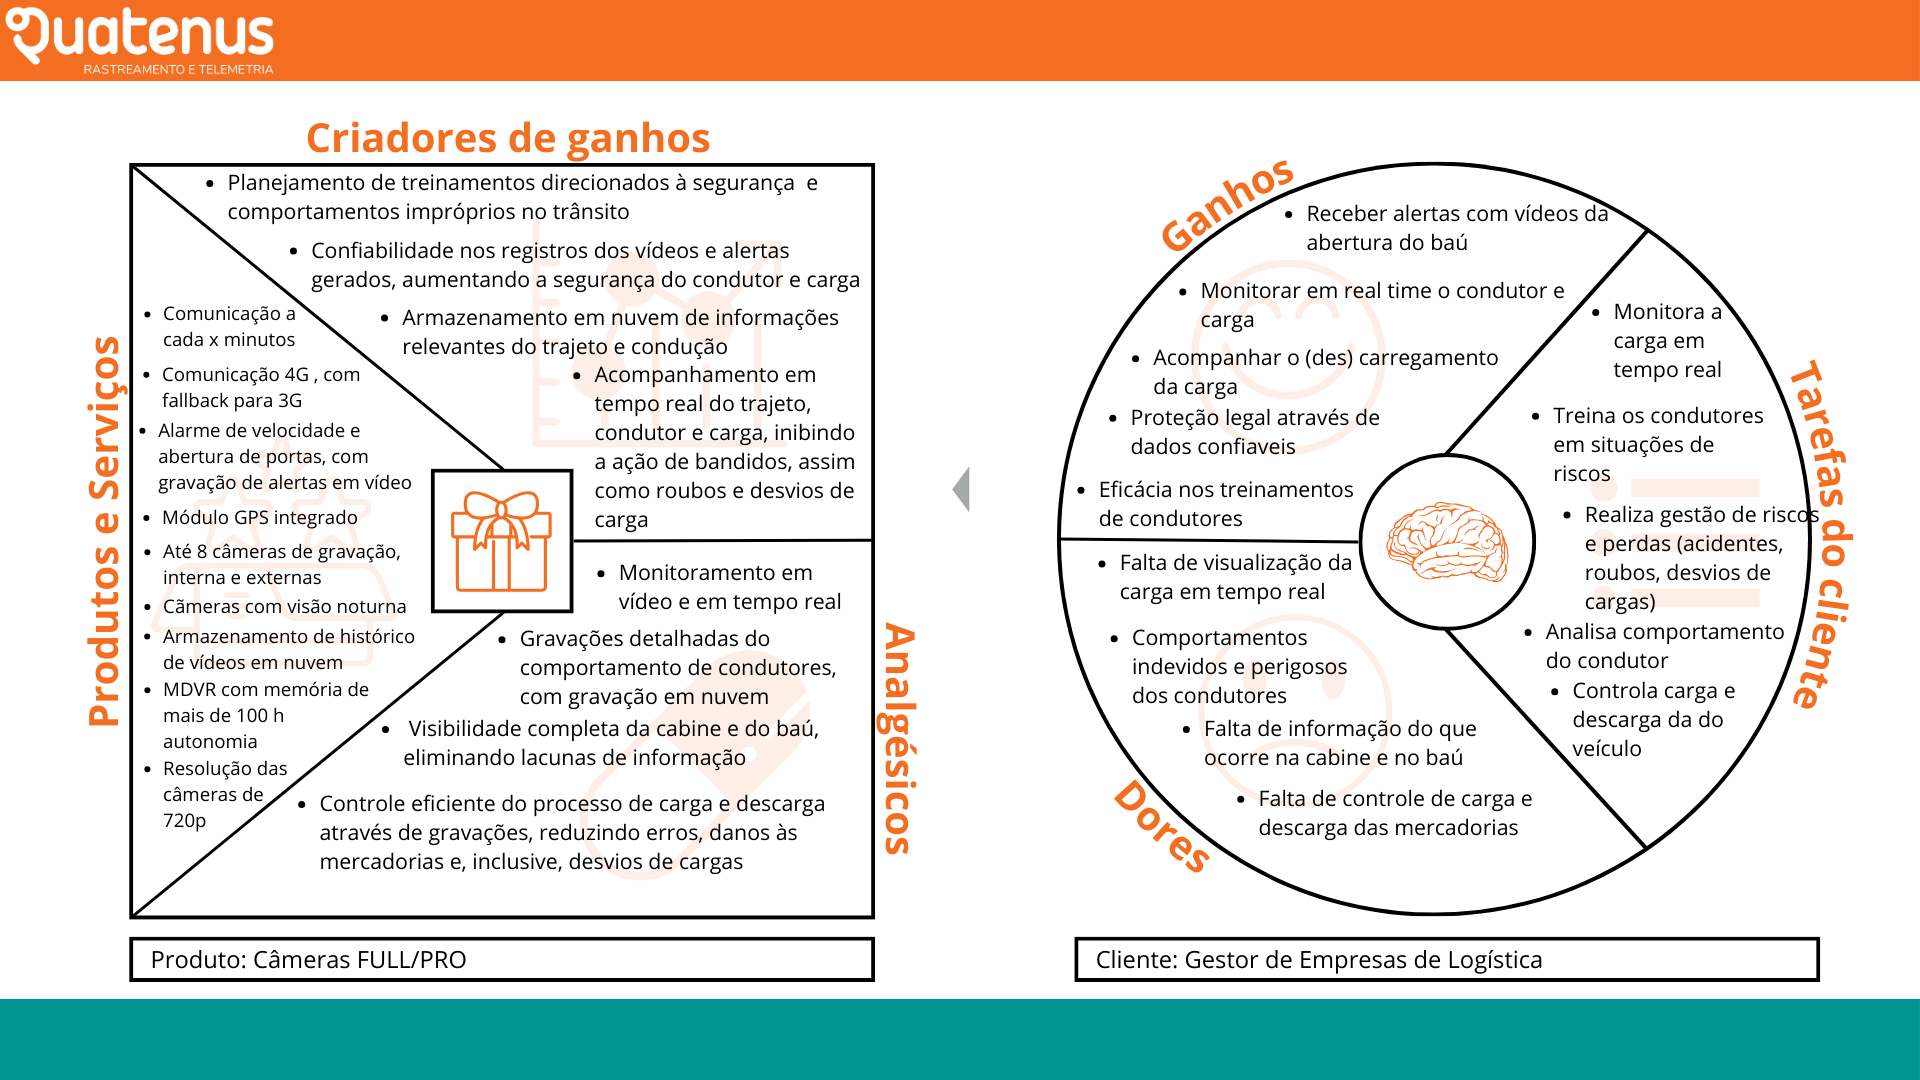 Quatenus
RASTREAMENTO E TELEMETRIA
Criadores de ganhos
• Planejamento de treinamentos direcionados à segurança  e
comportamentos impróprios no trânsito
• Confiabilidade nos registros dos vídeos e alertas
gerados, aumentando a segurança do condutor e carga
• Armazenamento em nuvem de informações
relevantes do trajeto e condução
• Acompanhamento em
tempo real do trajeto,
condutor e carga, inibindo
a ação de bandidos, assim
como roubos e desvios de
carga
Produtos e Serviços
• Comunicação a
cada x minutos
• Comunicação 4G , com
fallback para 3G
• Alarme de velocidade e
abertura de portas, com
gravação de alertas em vídeo
• Módulo GPS integrado
• Até 8 câmeras de gravação,
interna e externas
• Cãmeras com visão noturna
• Armazenamento de histórico
de vídeos em nuvem
• MDVR com memória de
mais de 100 h
autonomia
• Resolução das
câmeras de
720p
Analgésicos
• Monitoramento em
vídeo e em tempo real
• Gravações detalhadas do
comportamento de condutores,
com gravação em nuvem
• Visibilidade completa da cabine e do baú,
eliminando lacunas de informação
• Controle eficiente do processo de carga e descarga
através de gravações, reduzindo erros, danos às
mercadorias e, inclusive, desvios de cargas
Produto: Câmeras FULL/PRO
Ganhos
• Receber alertas com vídeos da
abertura do baú
• Monitorar em real time o condutor e
carga
• Acompanhar o (des) carregamento
da carga
• Proteção legal através de
dados confiaveis
• Eficácia nos treinamentos
de condutores
Tarefas do cliente
• Monitora a
carga em
tempo real
• Treina os condutores
em situações de
riscos
• Realiza gestão de riscos
e perdas (acidentes,
roubos, desvios de
cargas)
• Analisa comportamento
do condutor
• Controla carga e
descarga da do
veículo
Dores
• Falta de visualização da
carga em tempo real
• Comportamentos
indevidos e perigosos
dos condutores
• Falta de informação do que
ocorre na cabine e no baú
• Falta de controle de carga e
descarga das mercadorias
Cliente: Gestor de Empresas de Logística